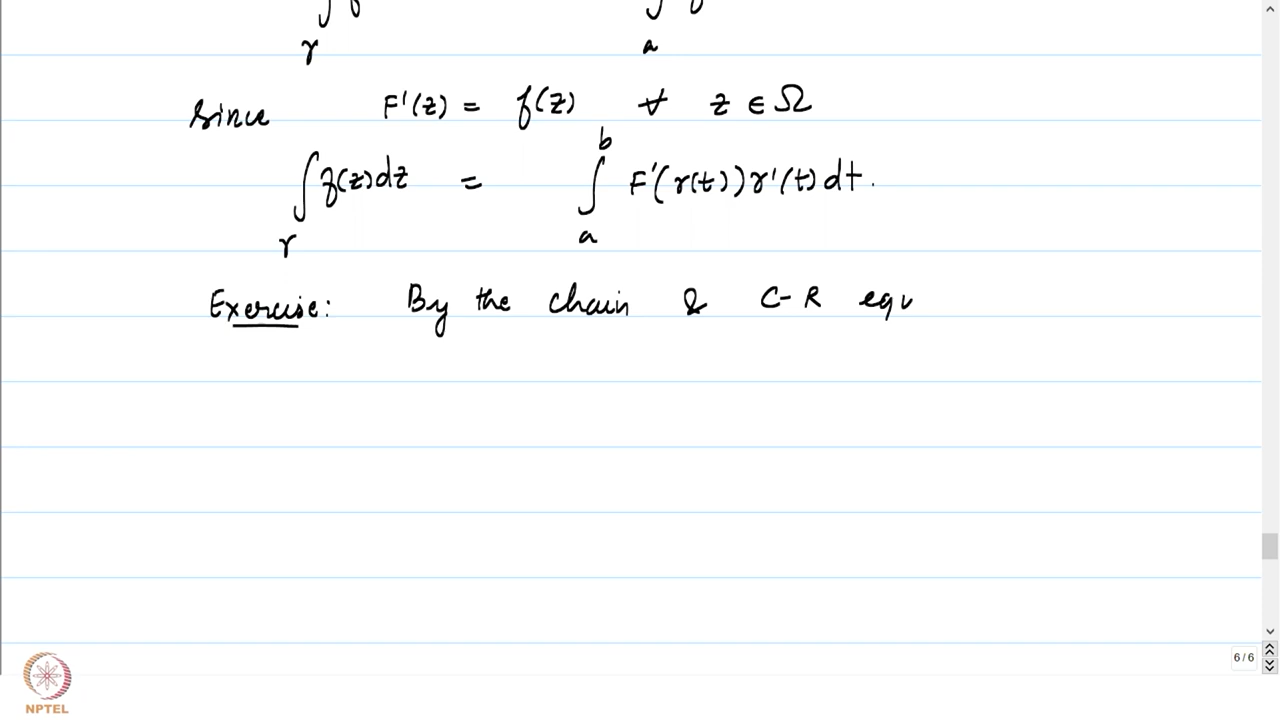 ∫ f
γ a
since F'(z) = f(z) ∀ z ∈ Ω
∫_γ f(z)dz = ∫_a^b F'(γ(t))γ'(t)dt.
Exercise: By the chain & C-R equ
6 / 6
NPTEL